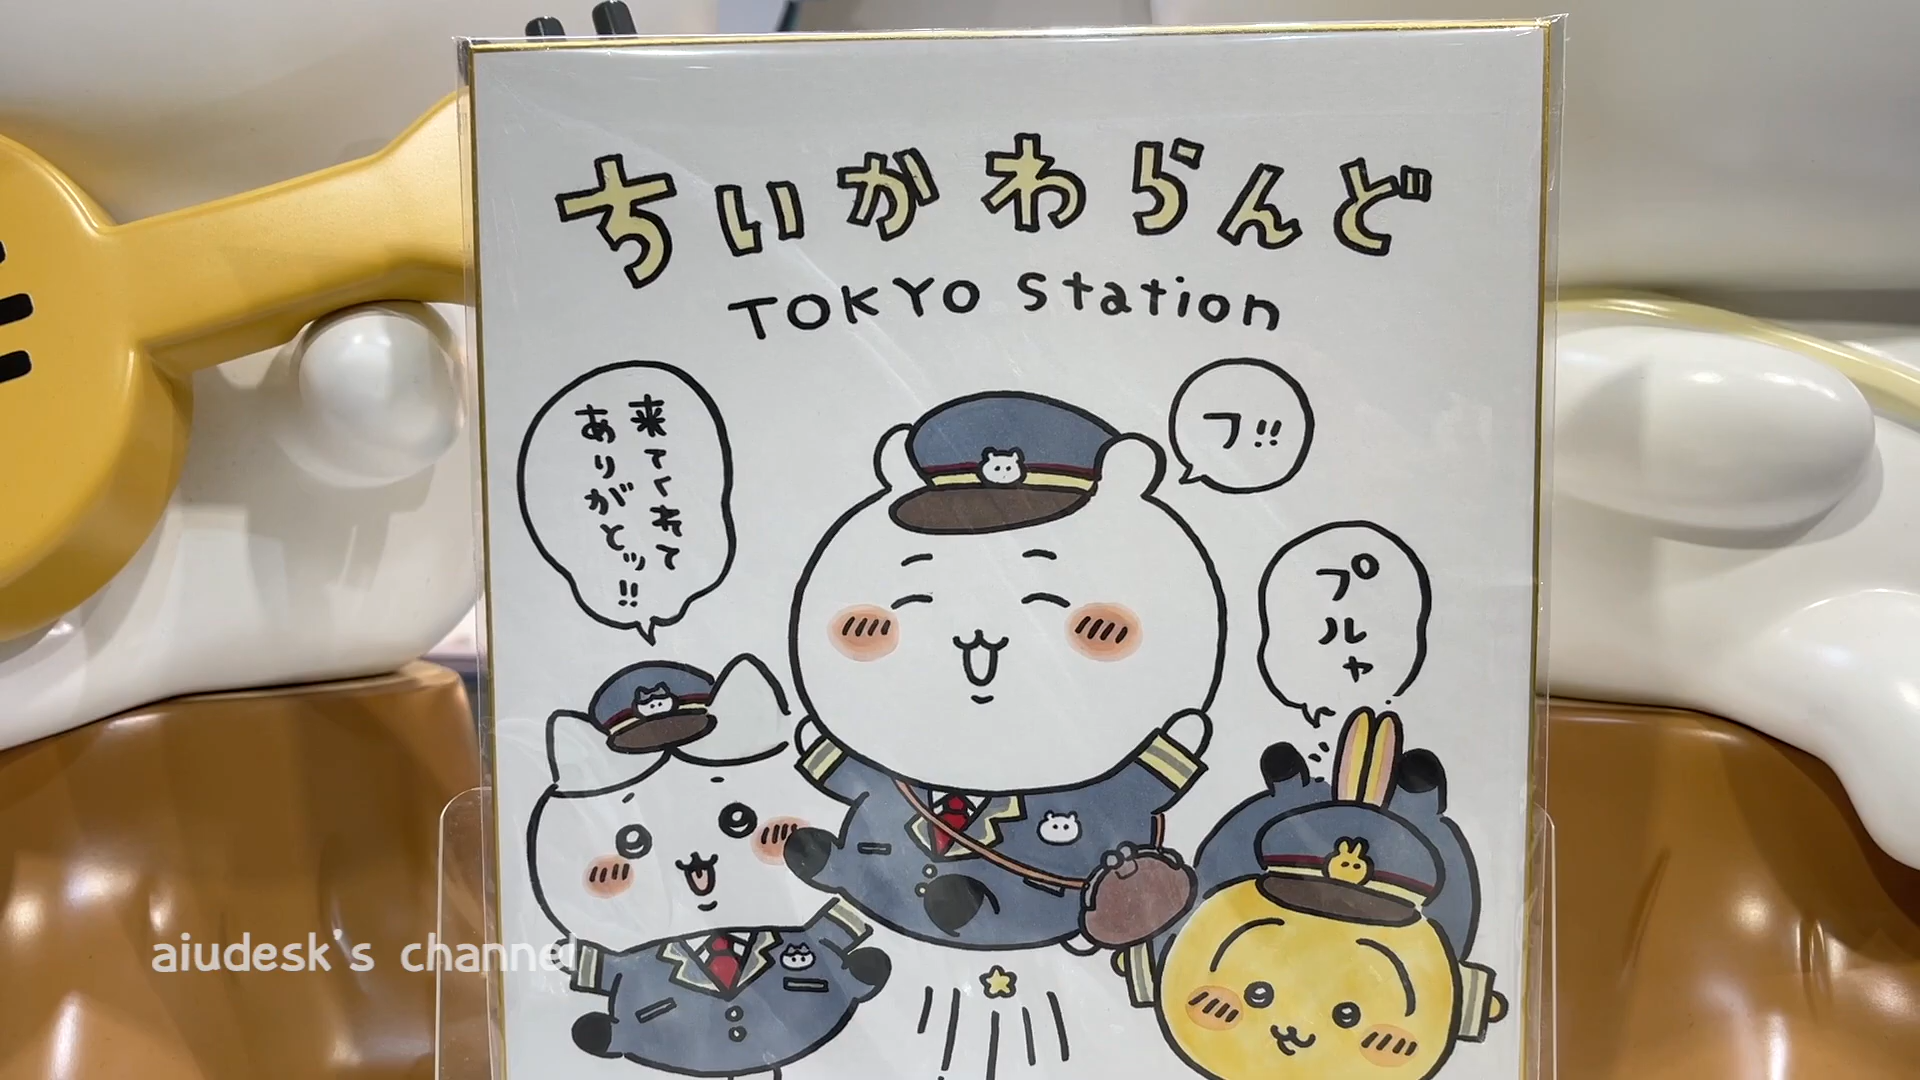 ちいかわらんど
TOKYO Station
来てくれて
ありがとッ!!
フ!!
プルャ
aiudesk's channel